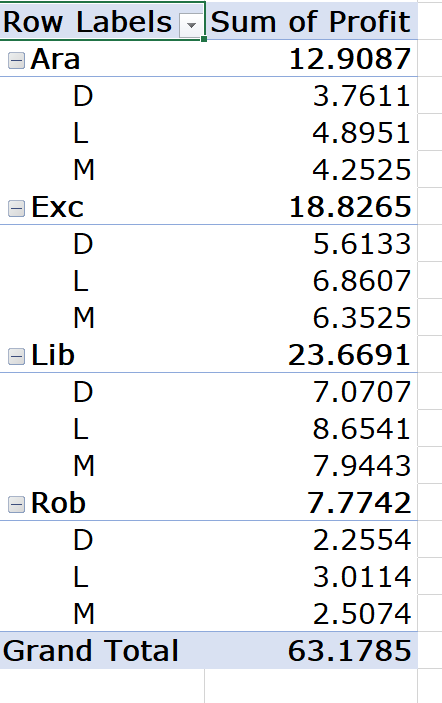 Row Labels Sum of Profit
Ara 12.9087
D 3.7611
L 4.8951
M 4.2525
Exc 18.8265
D 5.6133
L 6.8607
M 6.3525
Lib 23.6691
D 7.0707
L 8.6541
M 7.9443
Rob 7.7742
D 2.2554
L 3.0114
M 2.5074
Grand Total 63.1785